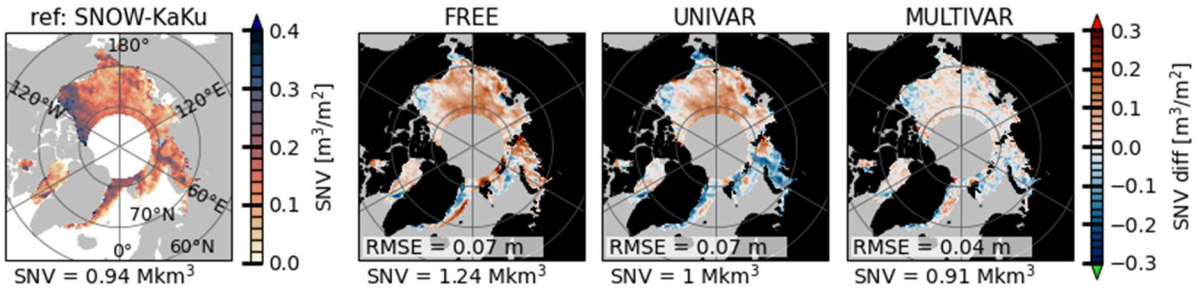 ref: SNOW-KaKu
FREE
UNIVAR
MULTIVAR
180°
120°W
120°E
60°E
70°N
0°
60°N
0.4
0.3
0.2
0.1
0.0
SNV [m³/m²]
RMSE = 0.07 m
RMSE = 0.07 m
RMSE = 0.04 m
0.3
0.2
0.1
0.0
−0.1
−0.2
−0.3
SNV diff [m³/m²]
SNV = 0.94 Mkm³
SNV = 1.24 Mkm³
SNV = 1 Mkm³
SNV = 0.91 Mkm³